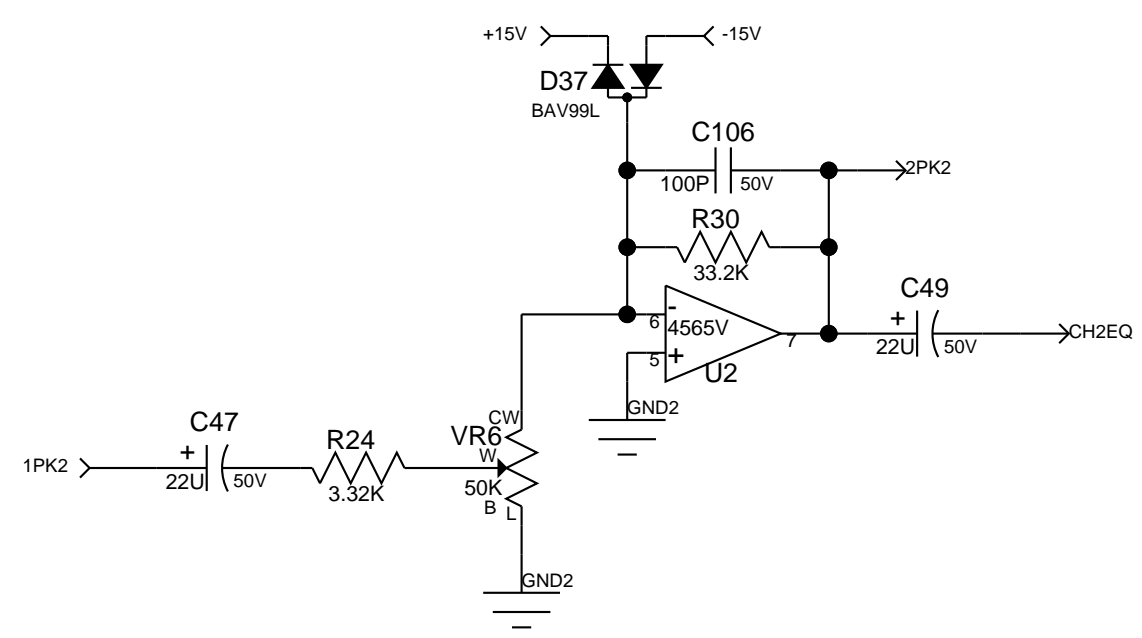 +15V
-15V
D37
BAV99L
C106
100P
50V
2PK2
R30
33.2K
C49
+
22U
50V
CH2EQ
6
-
4565V
7
5
+
U2
GND2
C47
+
22U
50V
1PK2
R24
3.32K
CW
VR6
W
50K
B
L
GND2